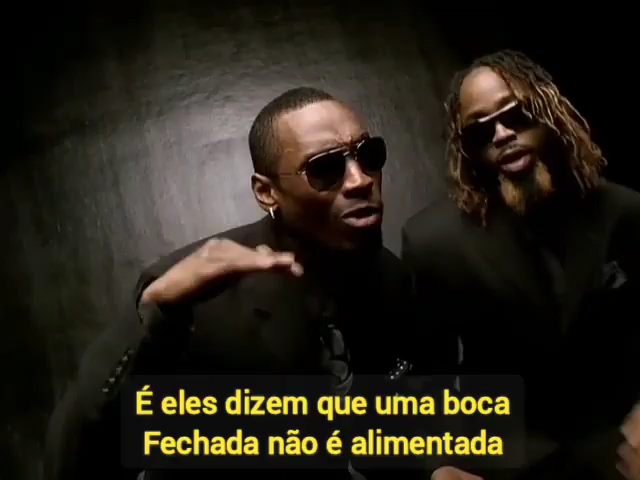 É eles dizem que uma boca
Fechada não é alimentada